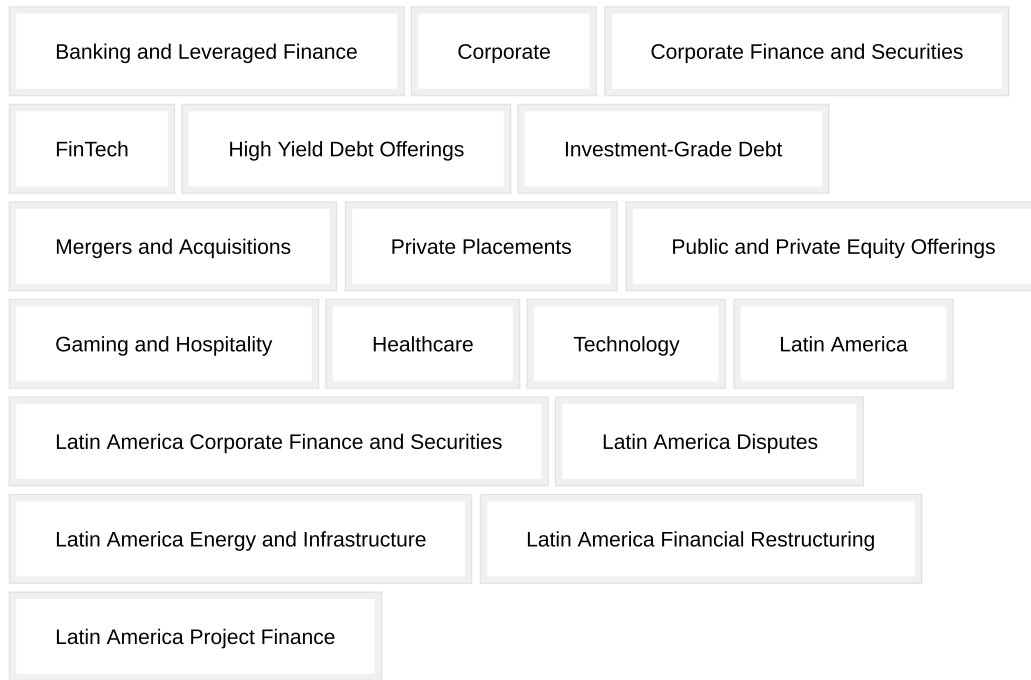 Banking and Leveraged Finance Corporate Corporate Finance and Securities
FinTech High Yield Debt Offerings Investment-Grade Debt
Mergers and Acquisitions Private Placements Public and Private Equity Offerings
Gaming and Hospitality Healthcare Technology Latin America
Latin America Corporate Finance and Securities Latin America Disputes
Latin America Energy and Infrastructure Latin America Financial Restructuring
Latin America Project Finance